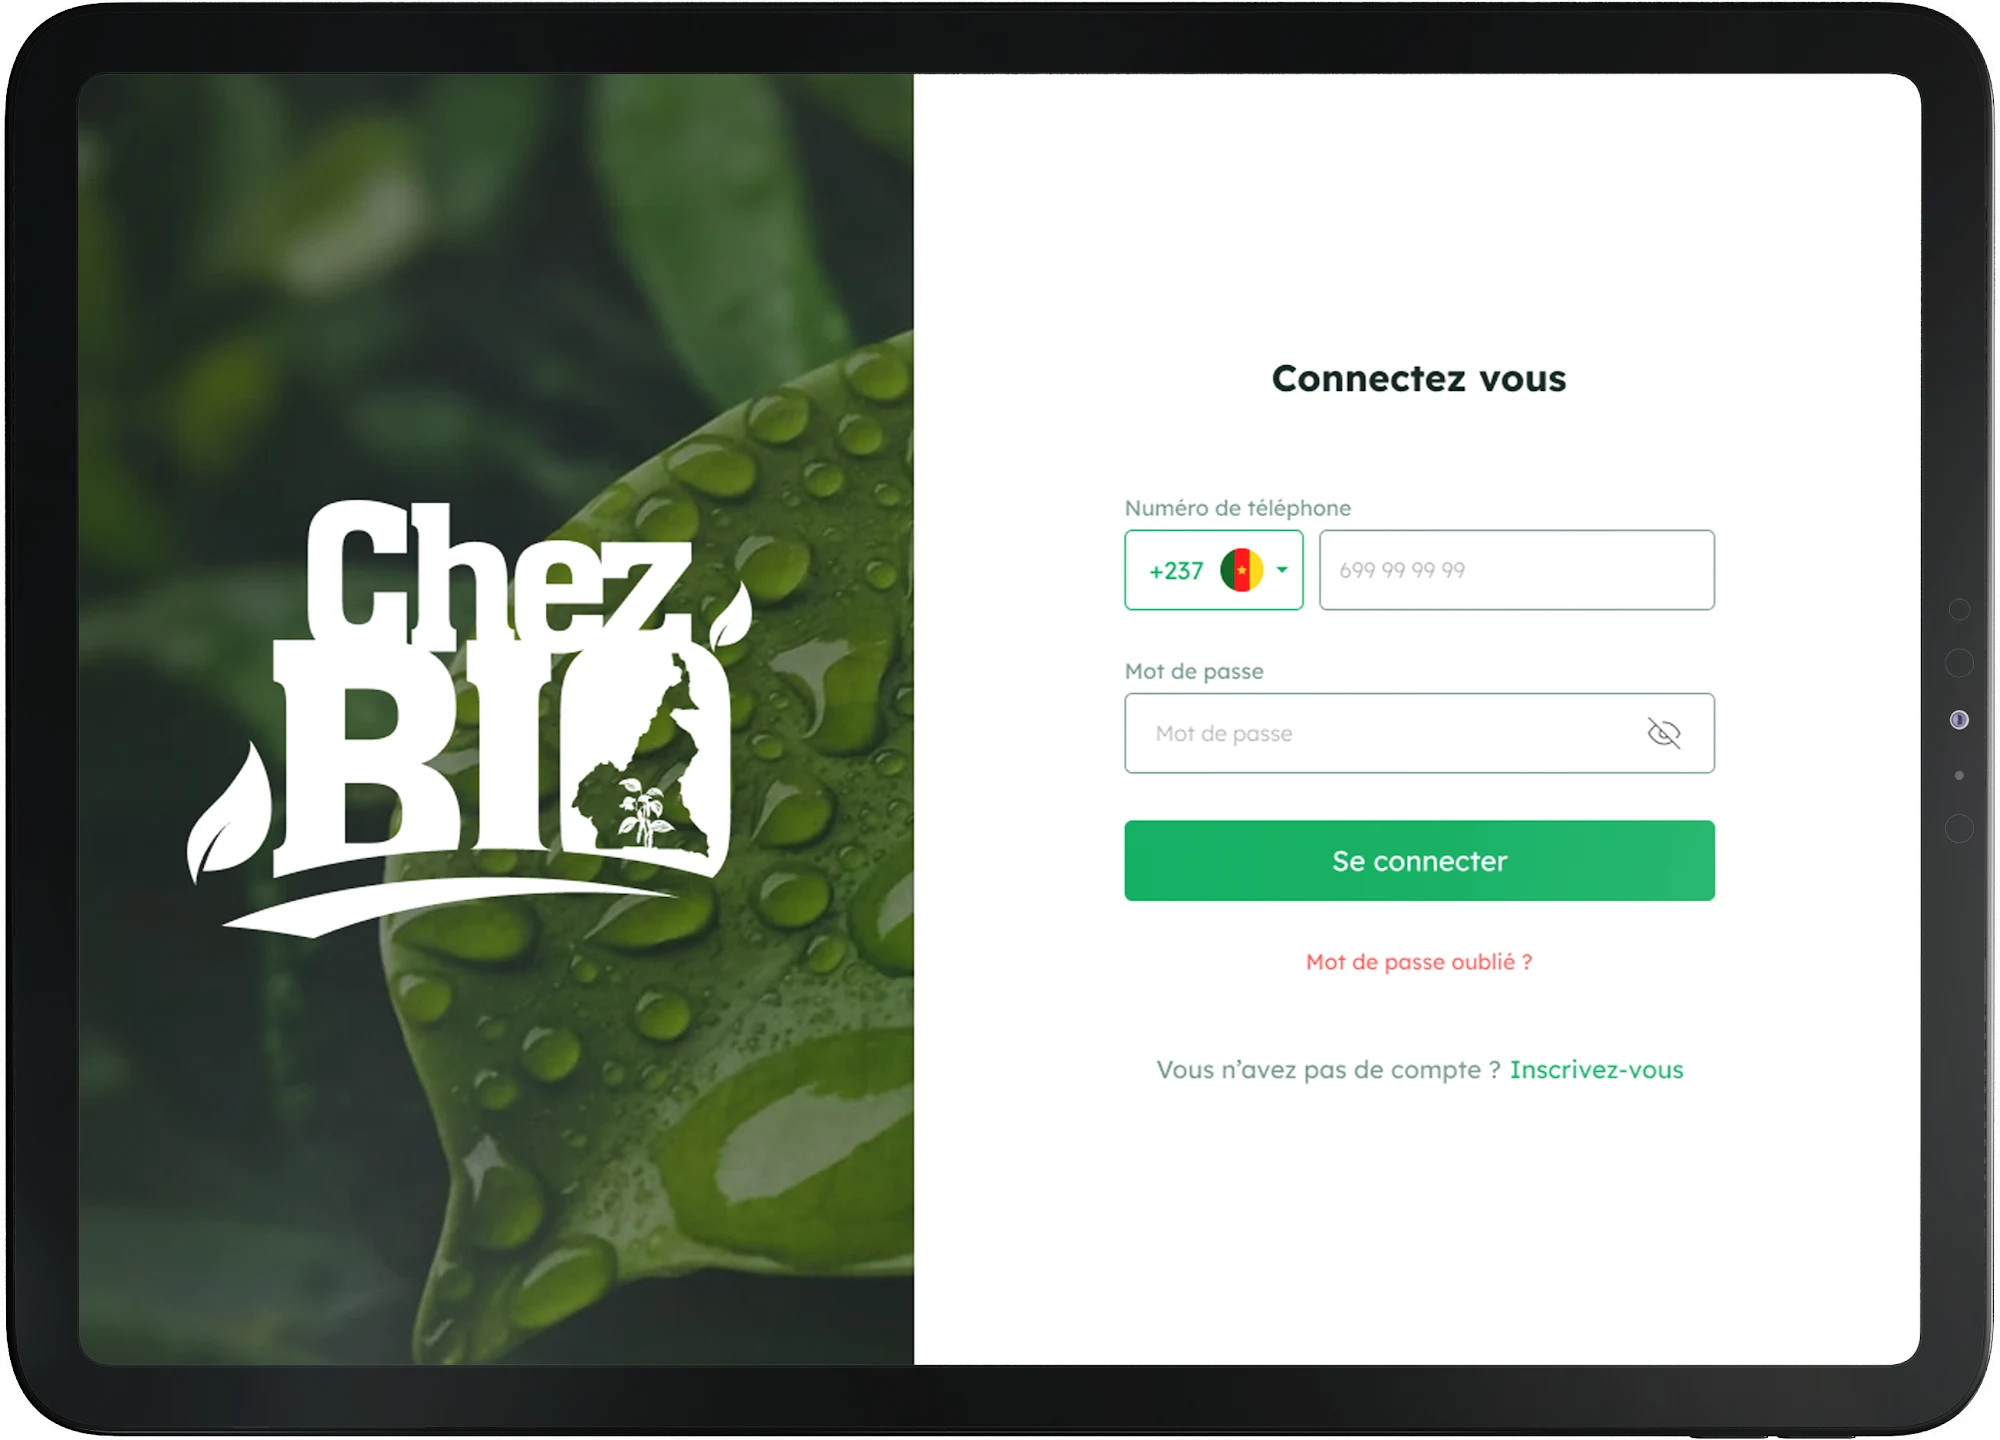 Chez
BIO
Connectez vous
Numéro de téléphone
+237
699 99 99 99
Mot de passe
Mot de passe
Se connecter
Mot de passe oublié ?
Vous n’avez pas de compte ? Inscrivez-vous